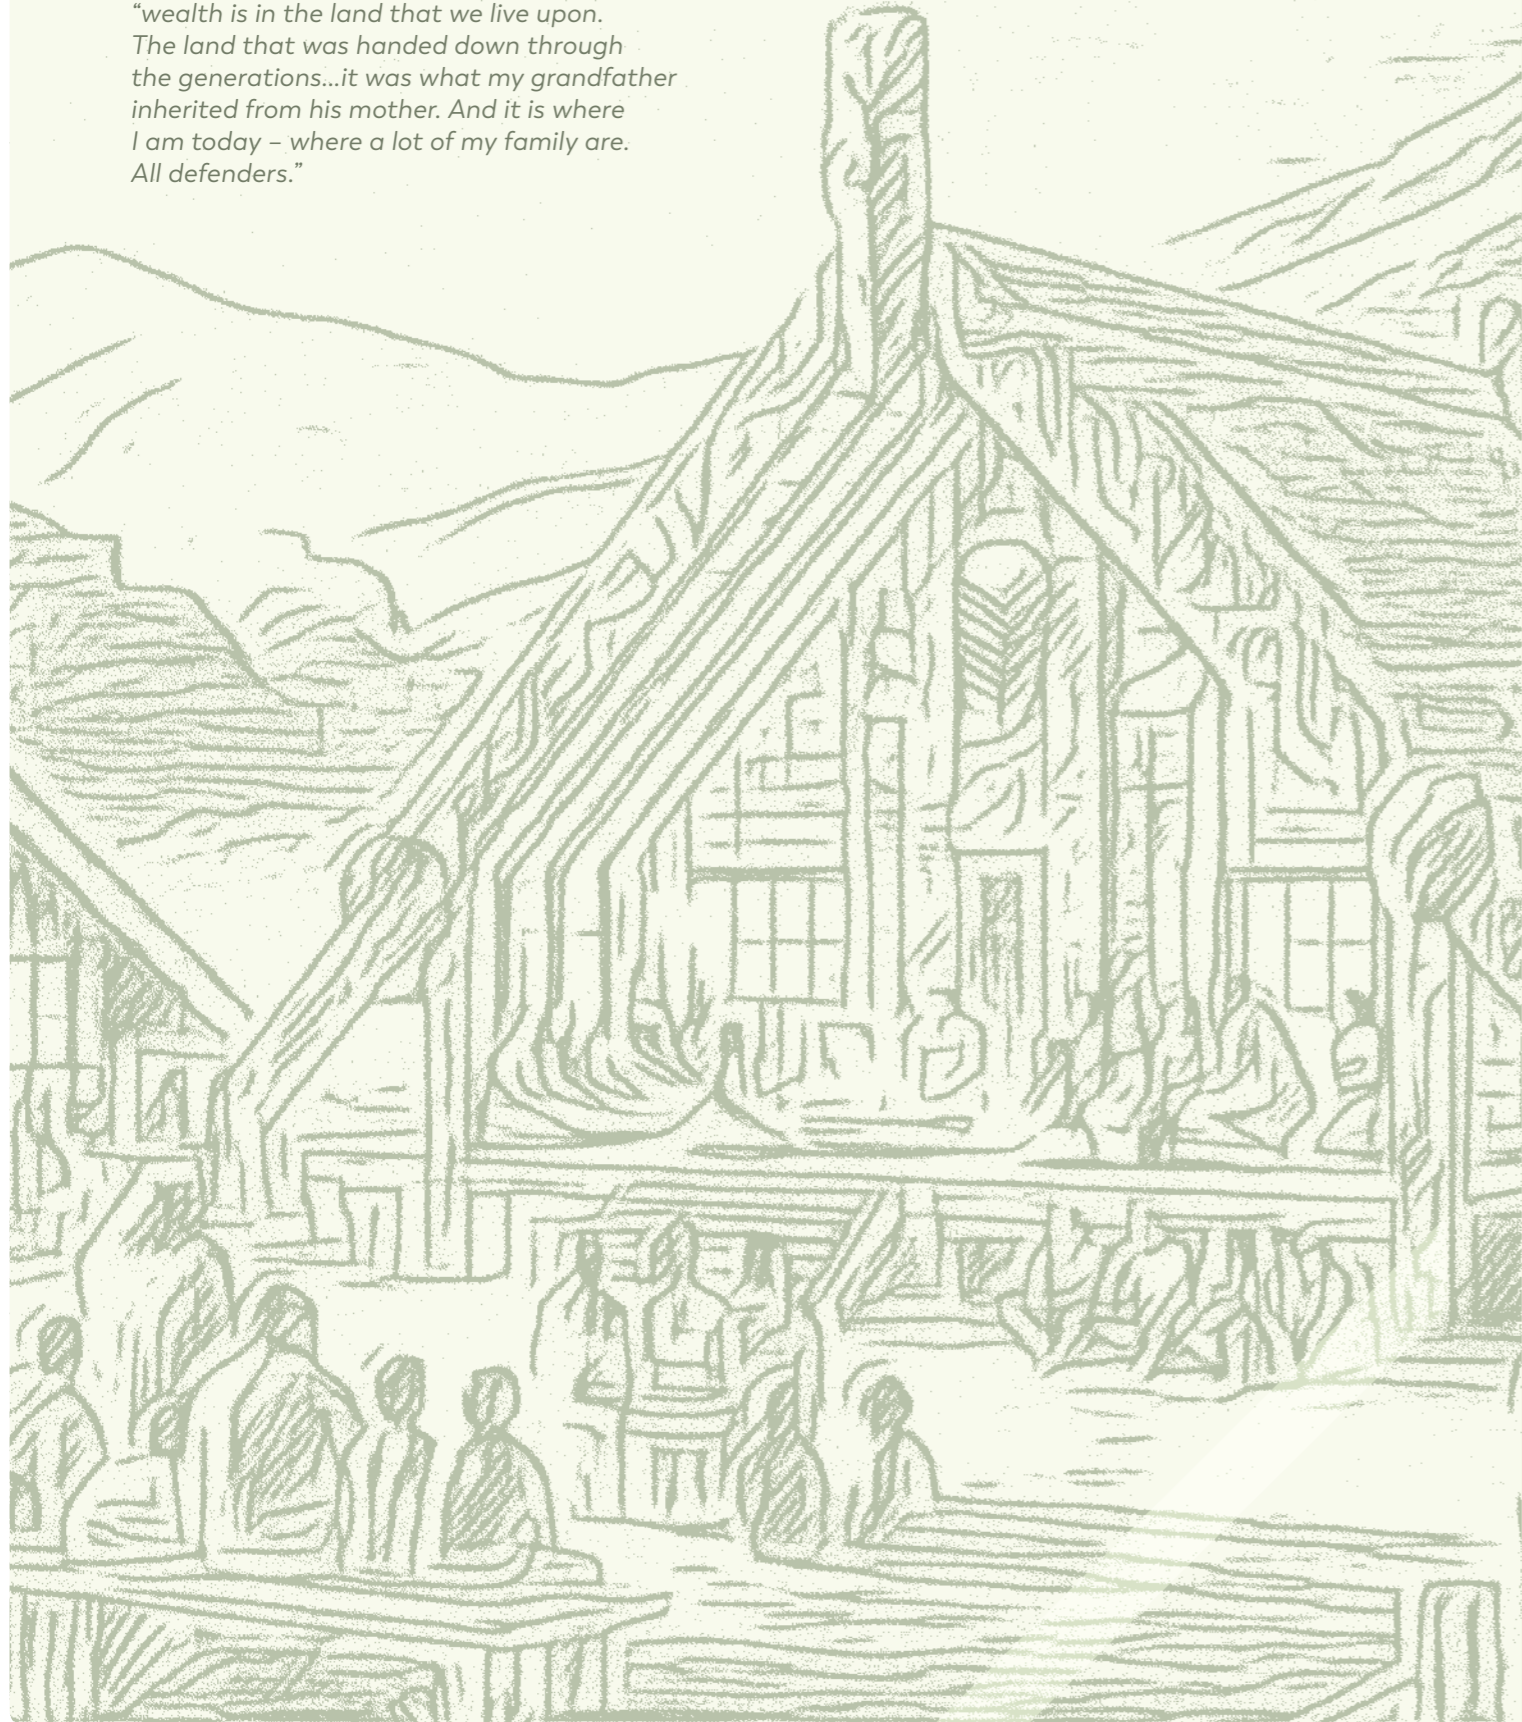 “wealth is in the land that we live upon.
The land that was handed down through
the generations...it was what my grandfather
inherited from his mother. And it is where
I am today – where a lot of my family are.
All defenders.”